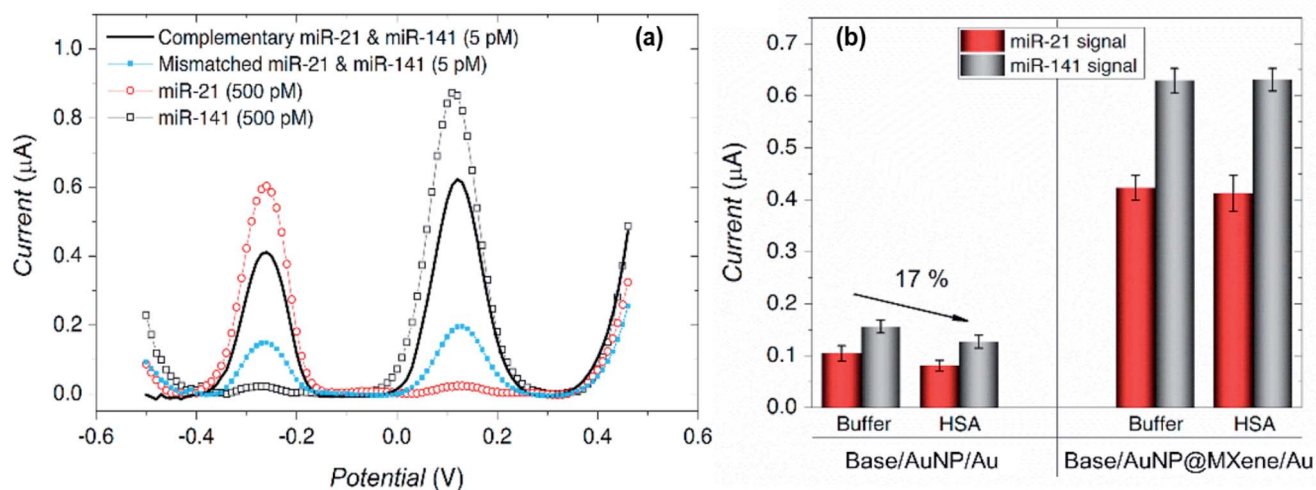 (a)
Complementary miR-21 & miR-141 (5 pM)
Mismatched miR-21 & miR-141 (5 pM)
miR-21 (500 pM)
miR-141 (500 pM)
1.0
0.8
0.6
0.4
0.2
0.0
Current (μA)
-0.6 -0.4 -0.2 0.0 0.2 0.4 0.6
Potential (V)
(b)
miR-21 signal
miR-141 signal
0.7
0.6
0.5
0.4
0.3
0.2
0.1
0.0
Current (μA)
17 %
Buffer HSA Buffer HSA
Base/AuNP/Au Base/AuNP@MXene/Au